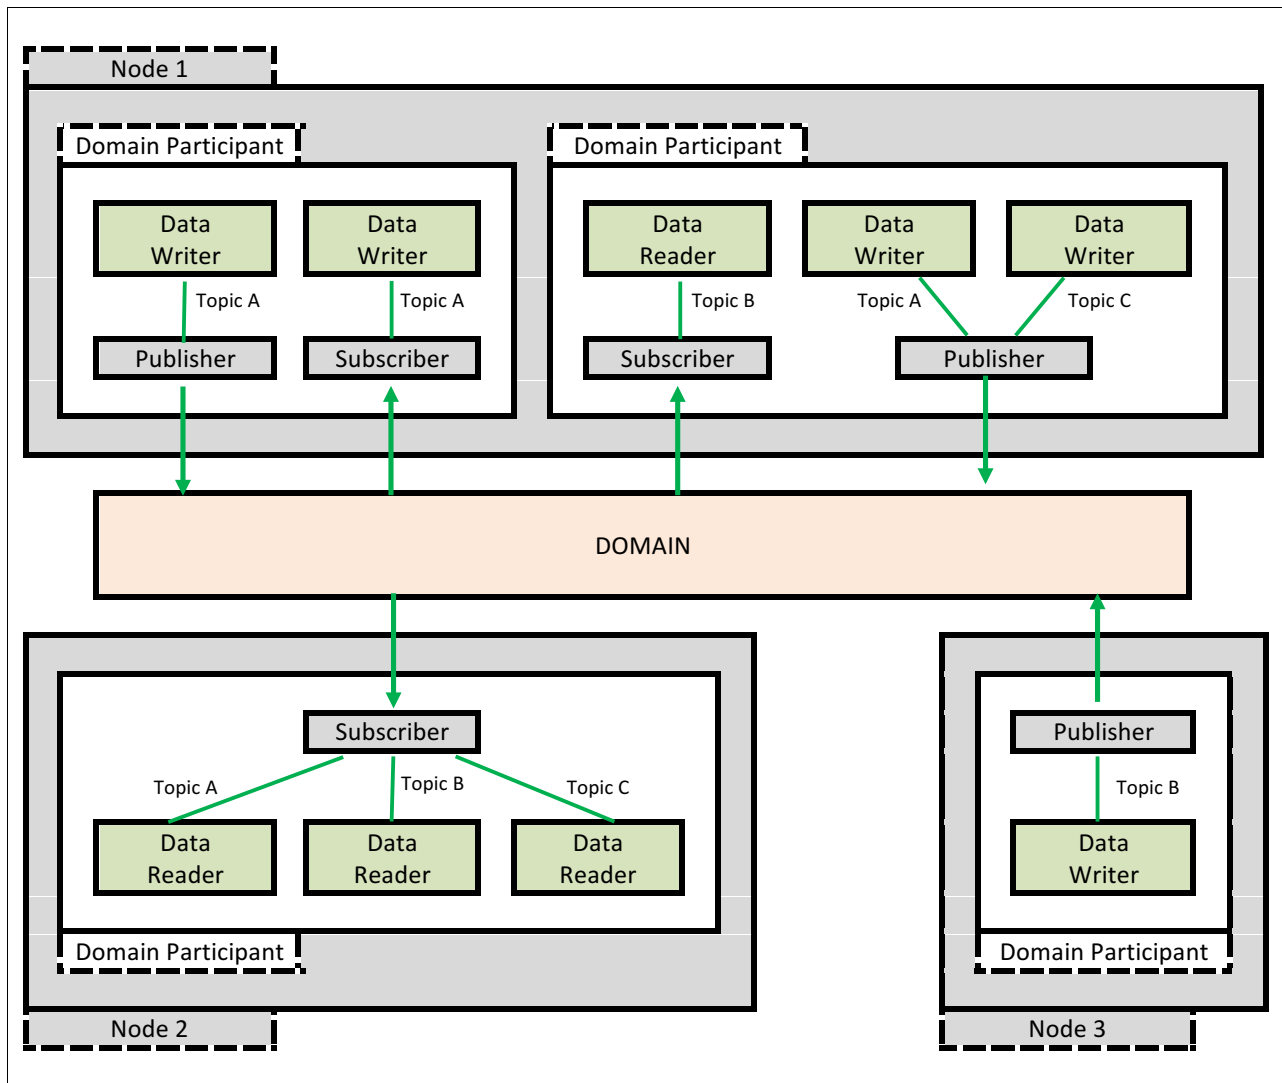 Node 1
Domain Participant
Domain Participant
Data
Writer
Data
Writer
Data
Reader
Data
Writer
Data
Writer
Topic A
Topic A
Topic B
Topic A
Topic C
Publisher
Subscriber
Subscriber
Publisher
DOMAIN
Subscriber
Topic A
Topic B
Topic C
Data
Reader
Data
Reader
Data
Reader
Domain Participant
Node 2
Publisher
Topic B
Data
Writer
Domain Participant
Node 3